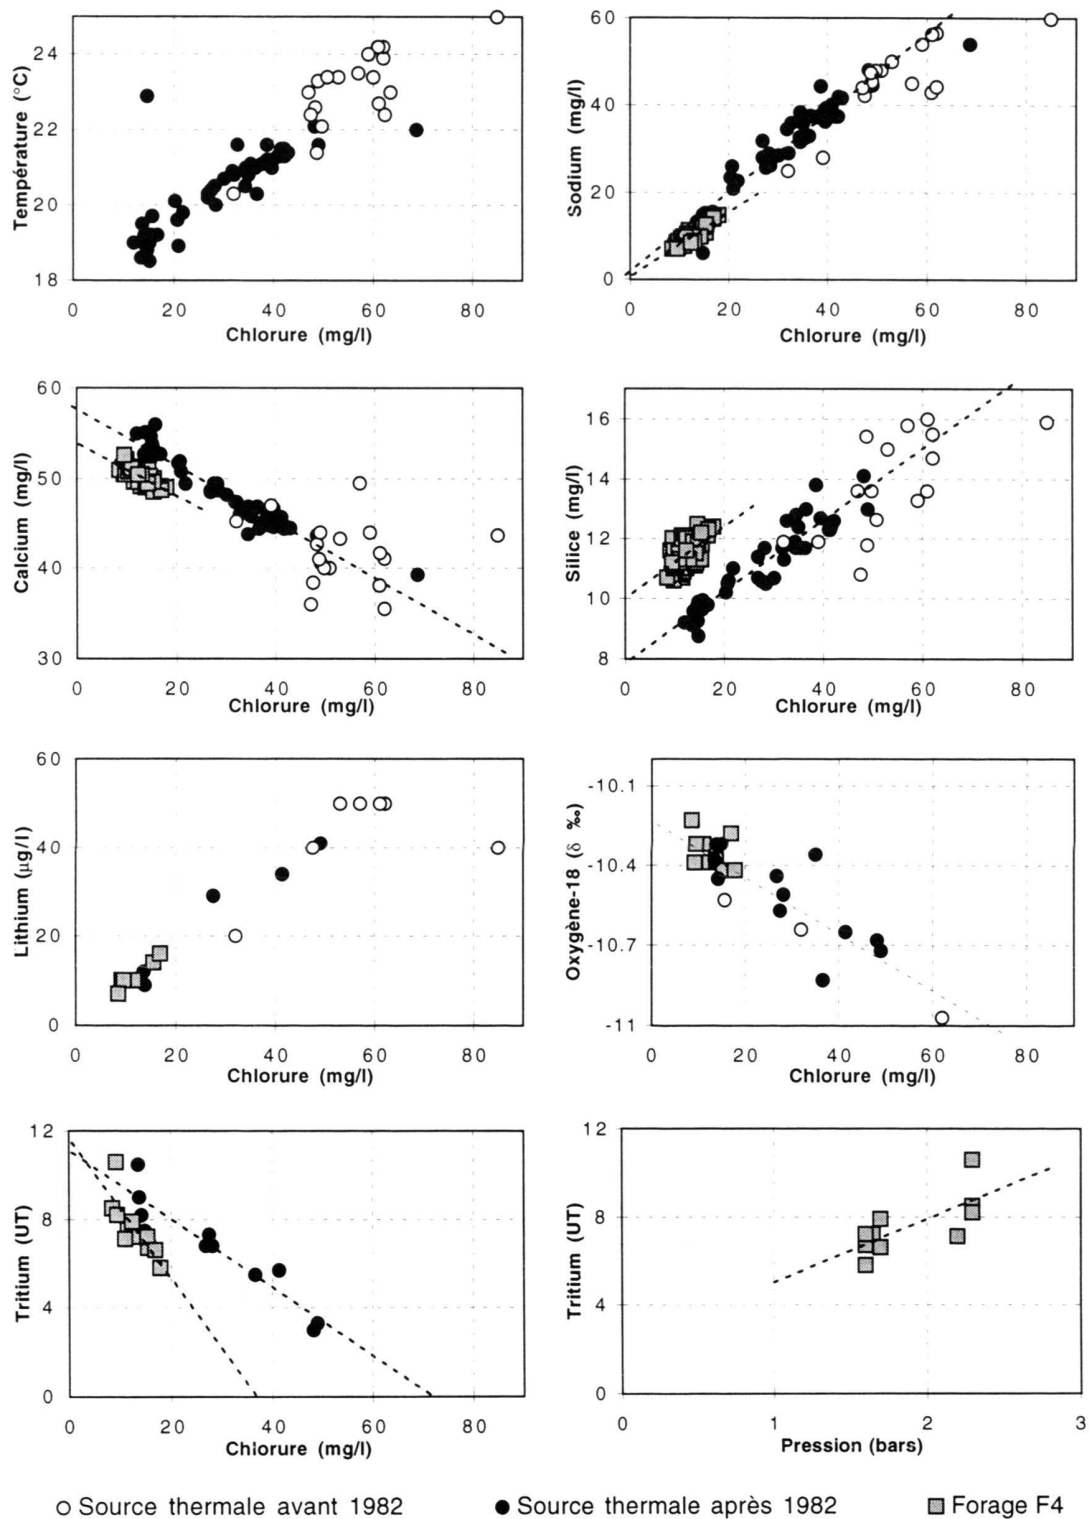 Température (°C)
24
22
20
18
0 20 40 60 80
Chlorure (mg/l)
Sodium (mg/l)
60
40
20
0
0 20 40 60 80
Chlorure (mg/l)
Calcium (mg/l)
60
50
40
30
0 20 40 60 80
Chlorure (mg/l)
Silice (mg/l)
16
14
12
10
8
0 20 40 60 80
Chlorure (mg/l)
Lithium (µg/l)
60
40
20
0
0 20 40 60 80
Chlorure (mg/l)
Oxygène-18 (δ ‰)
-10.1
-10.4
-10.7
-11
0 20 40 60 80
Chlorure (mg/l)
Tritium (UT)
12
8
4
0
0 20 40 60 80
Chlorure (mg/l)
Tritium (UT)
12
8
4
0
0 1 2 3
Pression (bars)
Source thermale avant 1982 Source thermale après 1982 Forage F4